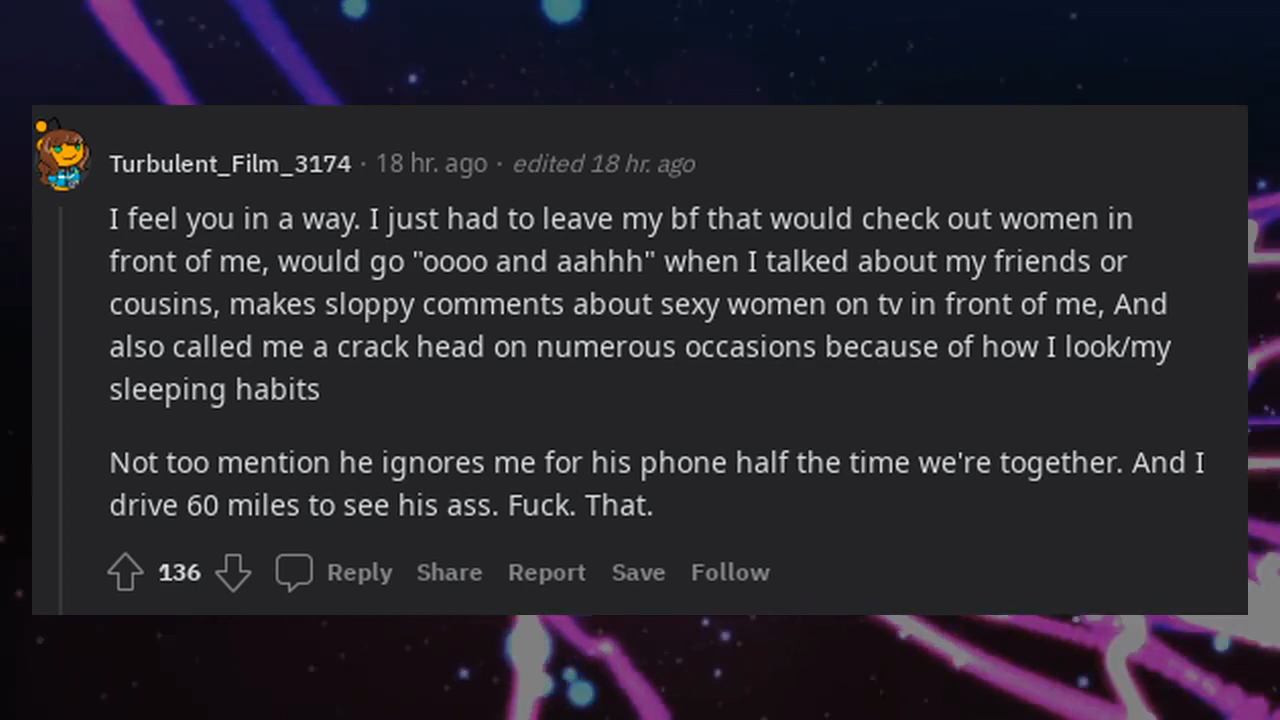 Turbulent_Film_3174 · 18 hr. ago · edited 18 hr. ago
I feel you in a way. I just had to leave my bf that would check out women in
front of me, would go "oooo and aahhh" when I talked about my friends or
cousins, makes sloppy comments about sexy women on tv in front of me, And
also called me a crack head on numerous occasions because of how I look/my
sleeping habits
Not too mention he ignores me for his phone half the time we're together. And I
drive 60 miles to see his ass. Fuck. That.
136 Reply Share Report Save Follow